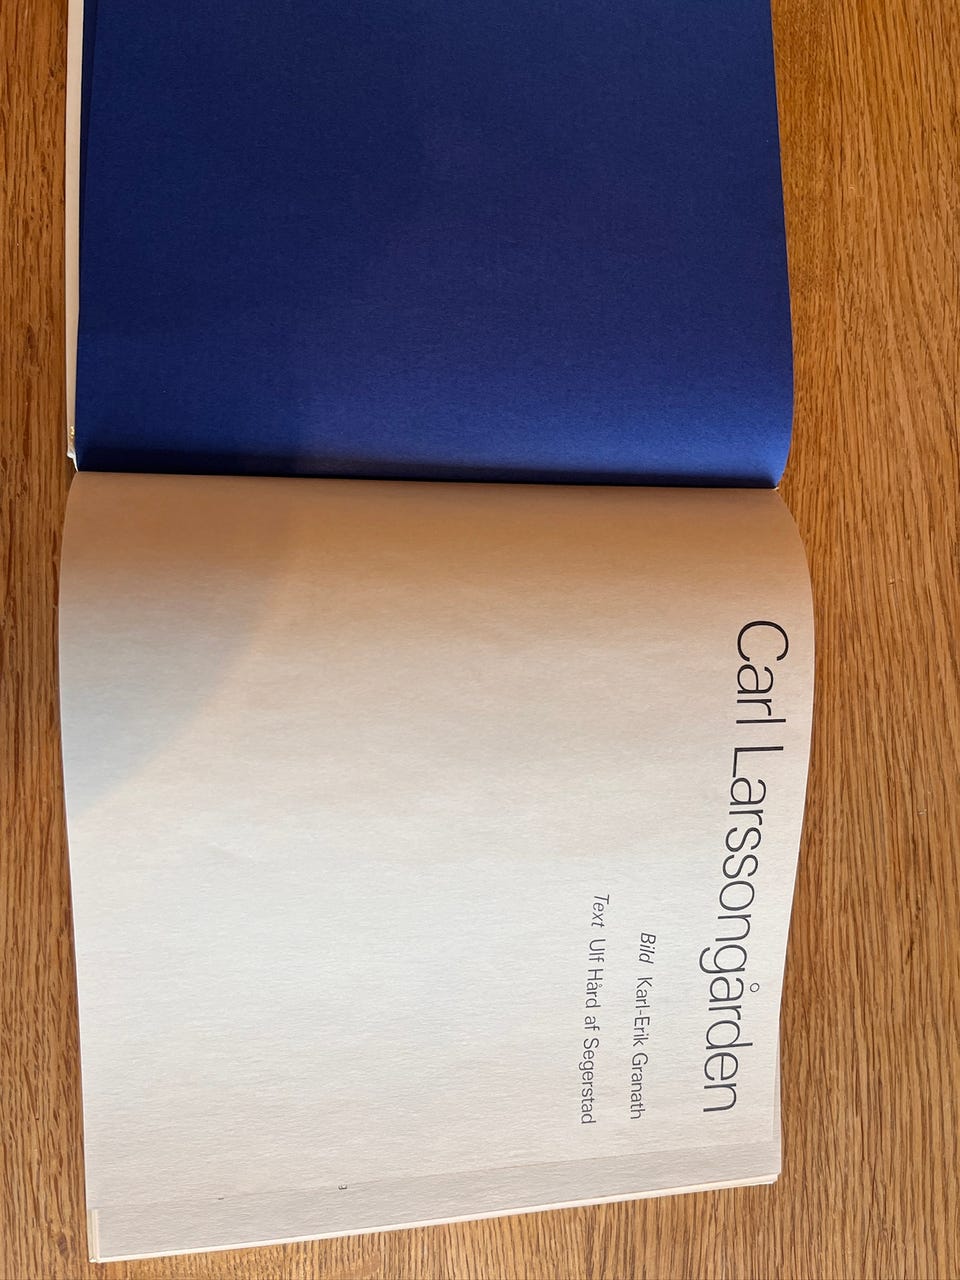 Carl Larssongården
Bild Karl-Erik Granath
Text Ulf Hård af Segerstad